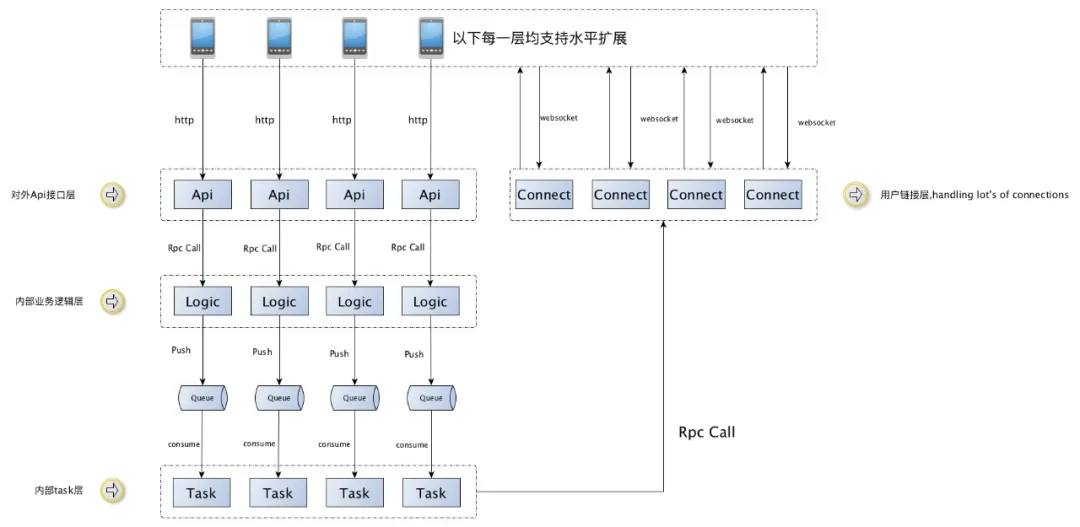 以下每一层均支持水平扩展
http http http http
websocket websocket websocket websocket
对外Api接口层
Api Api Api Api
Connect Connect Connect Connect
用户链接层,handling lot's of connections
Rpc Call Rpc Call Rpc Call Rpc Call
内部业务逻辑层
Logic Logic Logic Logic
Push Push Push Push
Queue Queue Queue Queue
Rpc Call
consume consume consume consume
内部task层
Task Task Task Task